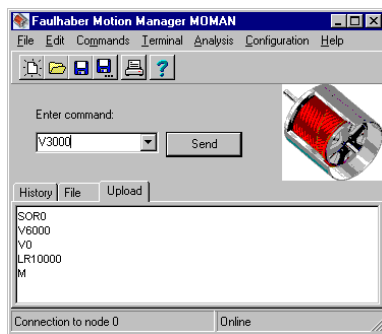 Faulhaber Motion Manager MOMAN
File Edit Commands Terminal Analysis Configuration Help
Enter command:
V3000
Send
History File Upload
SOR0
V6000
V0
LR10000
M
Connection to node 0 Online